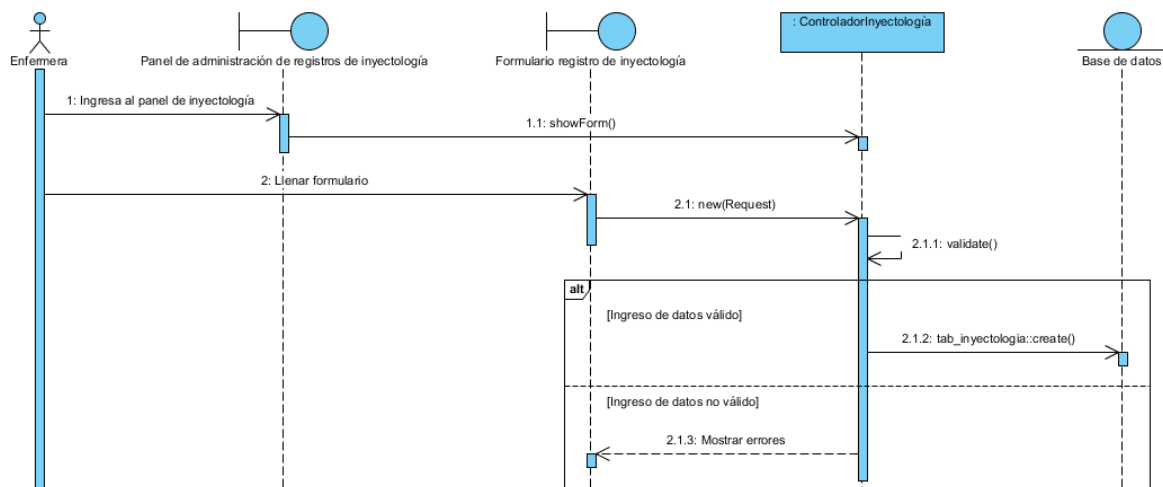 : ControladorInyectología
Enfermera
Panel de administración de registros de inyectología
Formulario registro de inyectología
Base de datos
1: Ingresa al panel de inyectología
1.1: showForm()
2: Llenar formulario
2.1: new(Request)
2.1.1: validate()
alt
[Ingreso de datos válido]
2.1.2: tab_inyectologia::create()
[Ingreso de datos no válido]
2.1.3: Mostrar errores